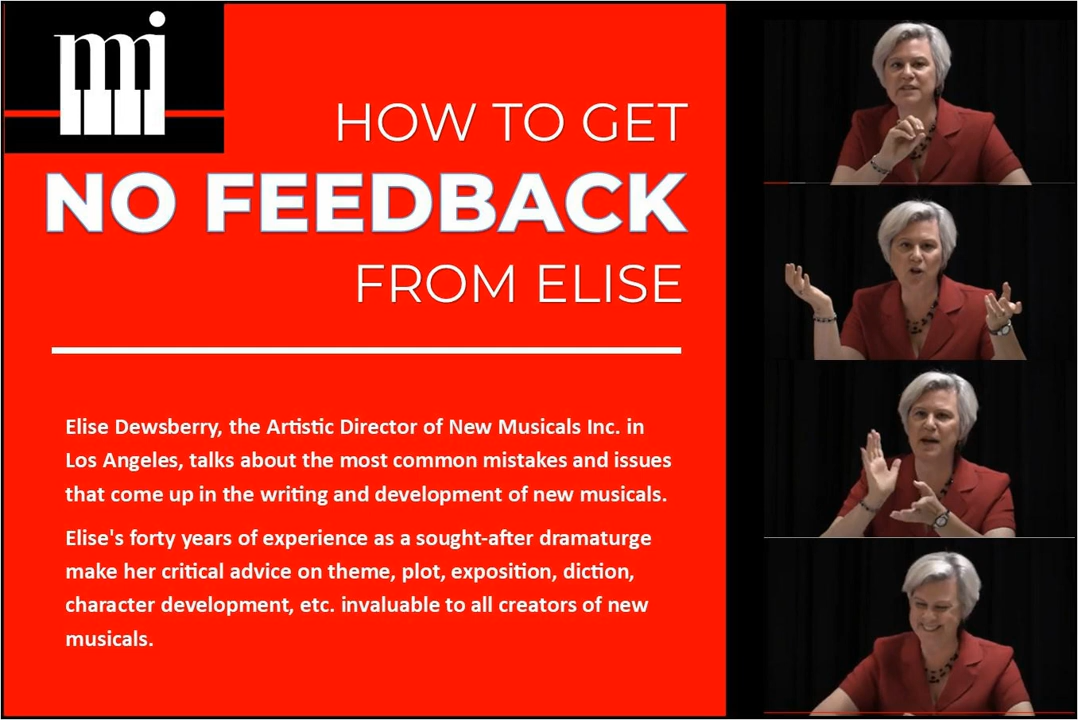 mi
HOW TO GET
NO FEEDBACK
FROM ELISE
Elise Dewsberry, the Artistic Director of New Musicals Inc. in
Los Angeles, talks about the most common mistakes and issues
that come up in the writing and development of new musicals.
Elise's forty years of experience as a sought-after dramaturge
make her critical advice on theme, plot, exposition, diction,
character development, etc. invaluable to all creators of new
musicals.